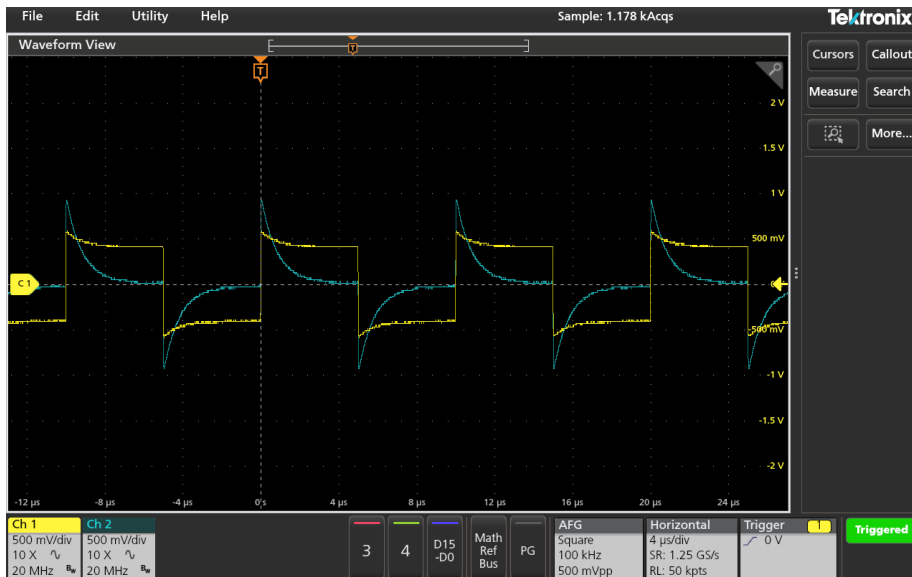 File Edit Utility Help Sample: 1.178 kAcqs Tektronix
Waveform View
T
T
Cursors Callout
Measure Search
More...
2 V
1.5 V
1 V
500 mV
C 1
0
-500 mV
-1 V
-1.5 V
-2 V
-12 µs -8 µs -4 µs 0 s 4 µs 8 µs 12 µs 16 µs 20 µs 24 µs
Ch 1
500 mV/div
10 X
20 MHz Bw
Ch 2
500 mV/div
10 X
20 MHz Bw
3
4
D15
-D0
Math
Ref
Bus
PG
AFG
Square
100 kHz
500 mVpp
Horizontal
4 µs/div
SR: 1.25 GS/s
RL: 50 kpts
Trigger 1
0 V
Triggered